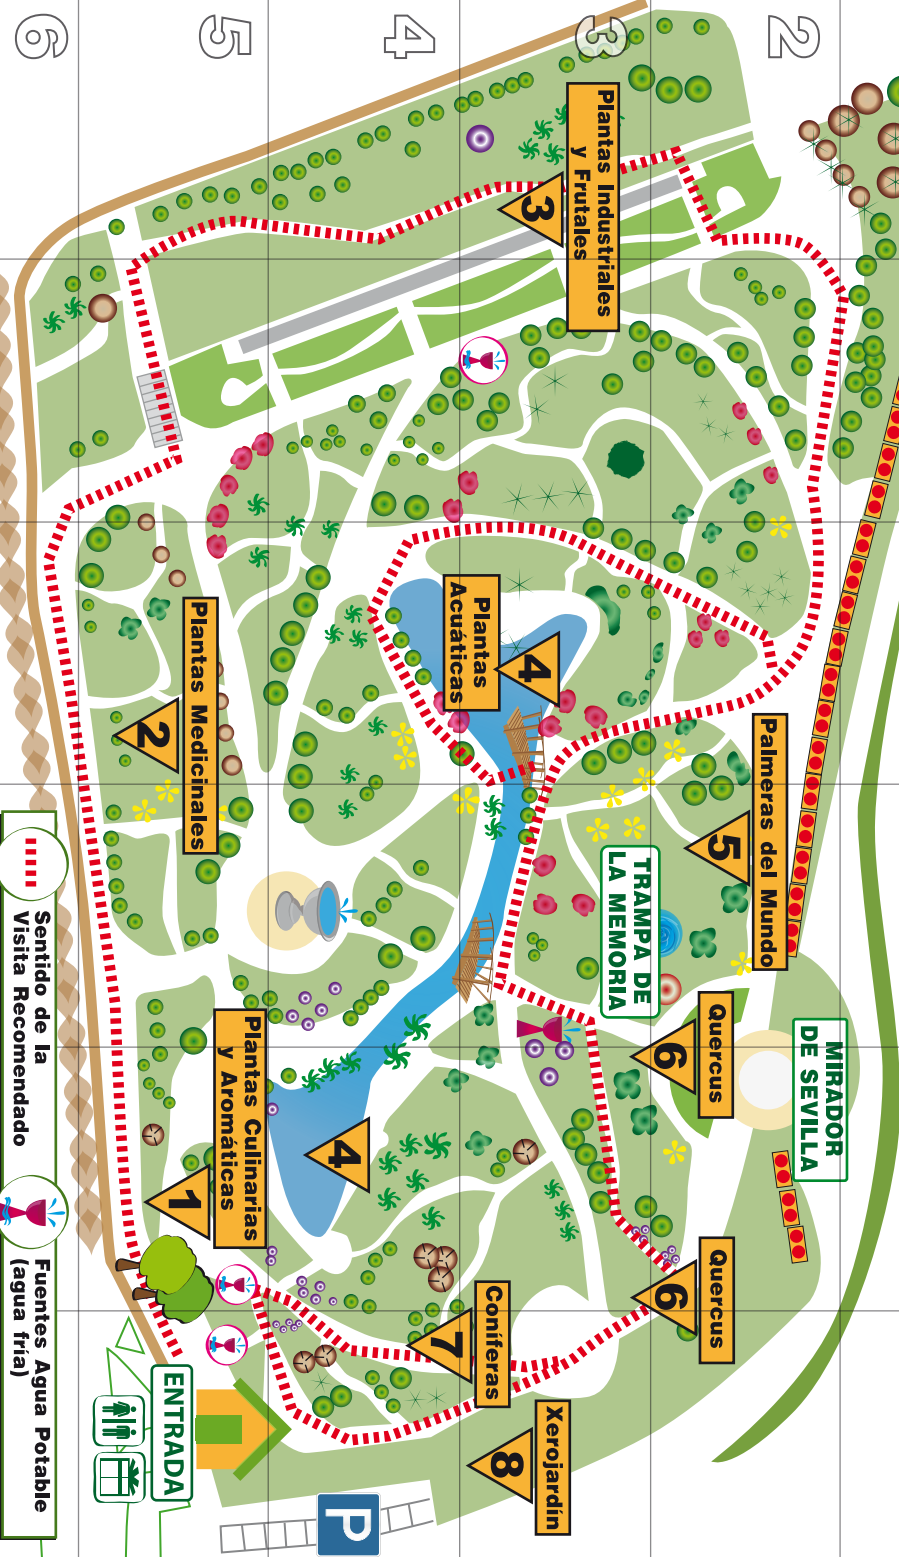 6
5
4
3
2
Plantas Industriales
y Frutales
3
Plantas
Acuáticas
4
Plantas Medicinales
2
Palmeras del Mundo
5
TRAMPA DE
LA MEMORIA
MIRADOR
DE SEVILLA
Quercus
6
Plantas Culinarias
y Aromáticas
1
4
Quercus
6
Coníferas
7
Xerojardín
8
ENTRADA
P
Sentido de la
Visita Recomendado
Fuentes Agua Potable
(agua fría)